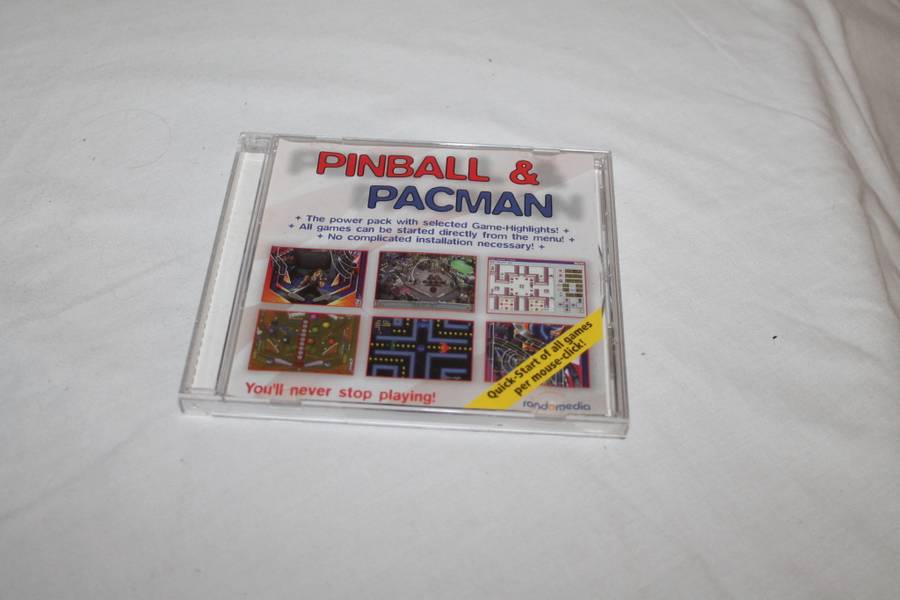 PINBALL &
PACMAN
+ The power pack with selected Game-Highlights! +
+ All games can be started directly from the menu! +
+ No complicated installation necessary! +
Quick-Start of all games
per mouse-click!
You'll never stop playing!
randomedia